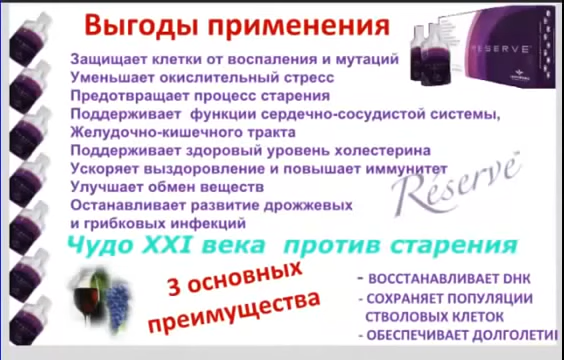 Выгоды применения
RESERVE
Защищает клетки от воспаления и мутаций
Уменьшает окислительный стресс
Предотвращает процесс старения
Поддерживает функции сердечно-сосудистой системы,
Желудочно-кишечного тракта
Поддерживает здоровый уровень холестерина
Ускоряет выздоровление и повышает иммунитет
Улучшает обмен веществ
Останавливает развитие дрожжевых
и грибковых инфекций
Réserve
Чудо XXI века против старения
3 основных
преимущества
- ВОССТАНАВЛИВАЕТ DНК
- СОХРАНЯЕТ ПОПУЛЯЦИИ
СТВОЛОВЫХ КЛЕТОК
- ОБЕСПЕЧИВАЕТ ДОЛГОЛЕТИ